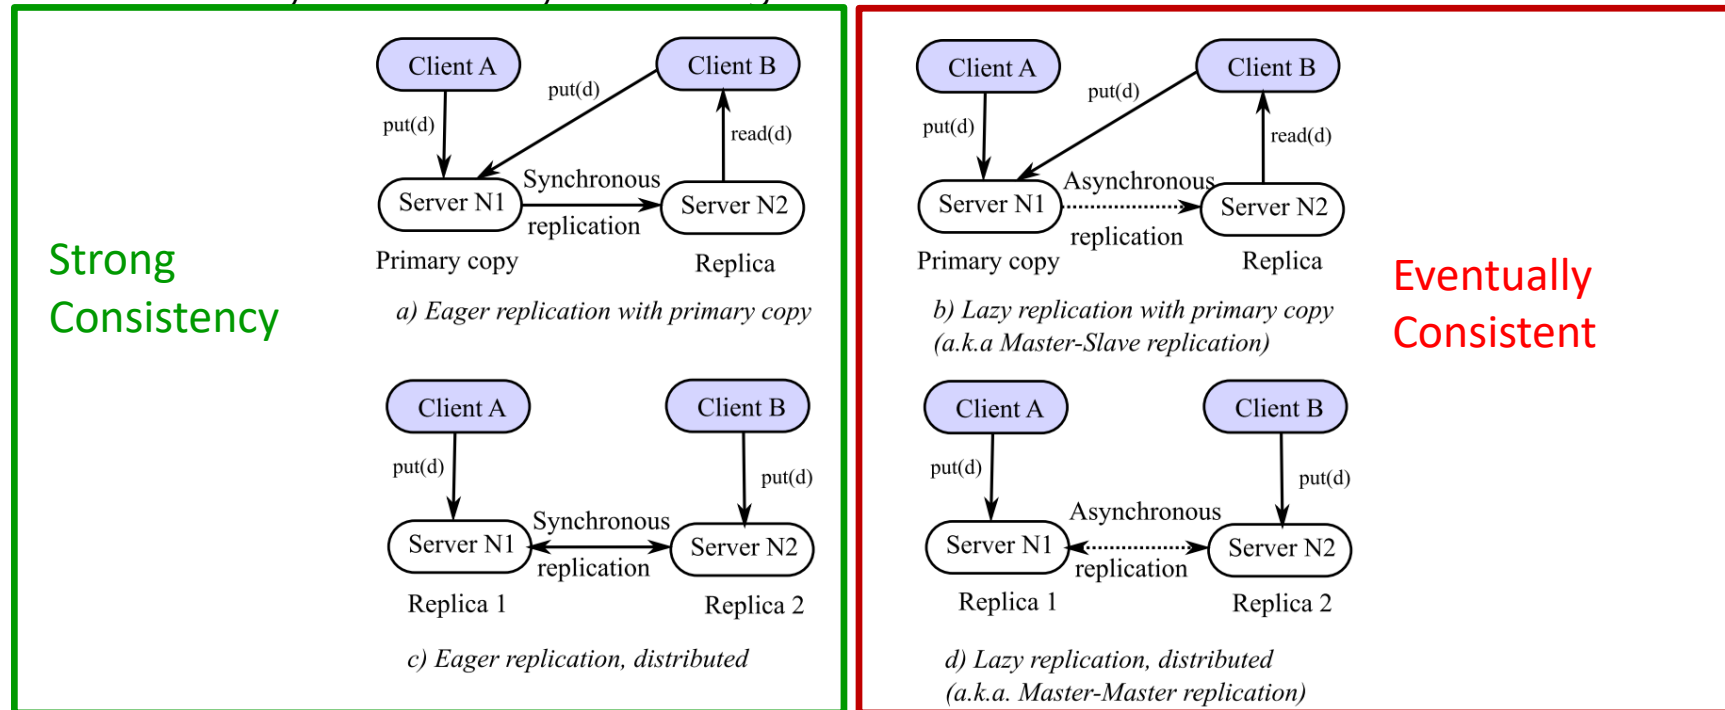 Strong
Consistency
Client A
Client B
put(d)
put(d)
read(d)
Server N1
Synchronous
replication
Server N2
Primary copy
Replica
a) Eager replication with primary copy
Client A
Client B
put(d)
put(d)
Server N1
Synchronous
replication
Server N2
Replica 1
Replica 2
c) Eager replication, distributed
Client A
Client B
put(d)
put(d)
read(d)
Server N1
Asynchronous
replication
Server N2
Primary copy
Replica
b) Lazy replication with primary copy
(a.k.a Master-Slave replication)
Client A
Client B
put(d)
put(d)
Server N1
Asynchronous
replication
Server N2
Replica 1
Replica 2
d) Lazy replication, distributed
(a.k.a. Master-Master replication)
Eventually
Consistent